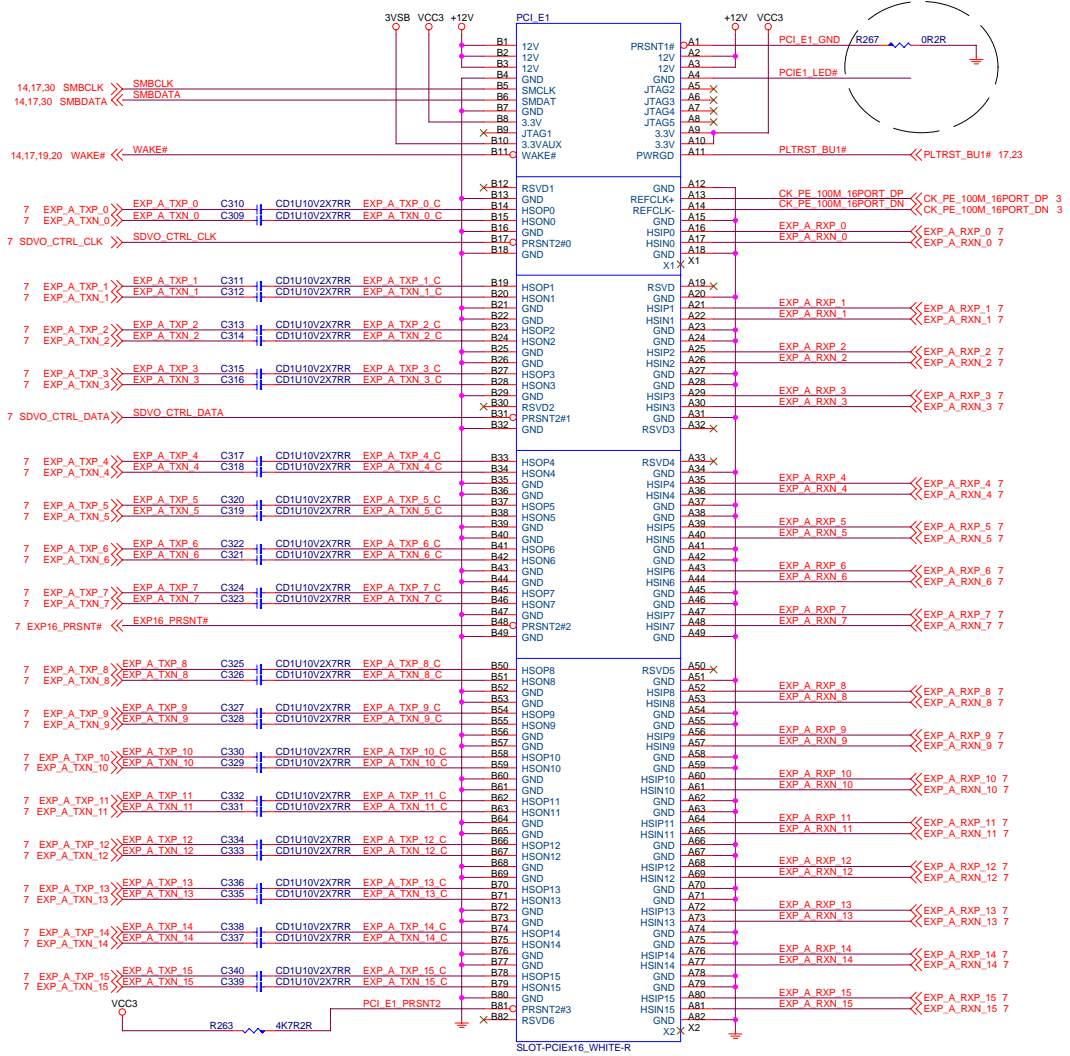 3VSB VCC3 +12V PCI_E1 +12V VCC3
B1 12V PRSNT1# A1 PCI_E1_GND R267 0R2R
B2 12V 12V A2
B3 12V 12V A3
B4 GND GND A4 PCIE1_LED#
14,17,30 SMBCLK SMBCLK B5 SMCLK JTAG2 A5
14,17,30 SMBDATA SMBDATA B6 SMDAT JTAG3 A6
B7 GND JTAG4 A7
B8 3.3V JTAG5 A8
B9 JTAG1 3.3V A9
B10 3.3VAUX 3.3V A10
14,17,19,20 WAKE# WAKE# B11 WAKE# PWRGD A11 PLTRST_BU1# PLTRST_BU1# 17,23
B12 RSVD1 GND A12
B13 GND REFCLK+ A13 CK_PE_100M_16PORT_DP CK_PE_100M_16PORT_DP 3
7 EXP_A_TXP_0 EXP_A_TXP_0 C310 CD1U10V2X7RR EXP_A_TXP_0_C B14 HSOP0 REFCLK- A14 CK_PE_100M_16PORT_DN CK_PE_100M_16PORT_DN 3
7 EXP_A_TXN_0 EXP_A_TXN_0 C309 CD1U10V2X7RR EXP_A_TXN_0_C B15 HSON0 GND A15
B16 GND HSIP0 A16 EXP_A_RXP_0 EXP_A_RXP_0 7
7 SDVO_CTRL_CLK SDVO_CTRL_CLK B17 PRSNT2#0 HSIN0 A17 EXP_A_RXN_0 EXP_A_RXN_0 7
B18 GND GND A18
X1 X1
7 EXP_A_TXP_1 EXP_A_TXP_1 C311 CD1U10V2X7RR EXP_A_TXP_1_C B19 HSOP1 RSVD A19
7 EXP_A_TXN_1 EXP_A_TXN_1 C312 CD1U10V2X7RR EXP_A_TXN_1_C B20 HSON1 GND A20
B21 GND HSIP1 A21 EXP_A_RXP_1 EXP_A_RXP_1 7
B22 GND HSIN1 A22 EXP_A_RXN_1 EXP_A_RXN_1 7
7 EXP_A_TXP_2 EXP_A_TXP_2 C313 CD1U10V2X7RR EXP_A_TXP_2_C B23 HSOP2 GND A23
7 EXP_A_TXN_2 EXP_A_TXN_2 C314 CD1U10V2X7RR EXP_A_TXN_2_C B24 HSON2 GND A24
B25 GND HSIP2 A25 EXP_A_RXP_2 EXP_A_RXP_2 7
B26 GND HSIN2 A26 EXP_A_RXN_2 EXP_A_RXN_2 7
7 EXP_A_TXP_3 EXP_A_TXP_3 C315 CD1U10V2X7RR EXP_A_TXP_3_C B27 HSOP3 GND A27
7 EXP_A_TXN_3 EXP_A_TXN_3 C316 CD1U10V2X7RR EXP_A_TXN_3_C B28 HSON3 GND A28
B29 GND HSIP3 A29 EXP_A_RXP_3 EXP_A_RXP_3 7
B30 RSVD2 HSIN3 A30 EXP_A_RXN_3 EXP_A_RXN_3 7
7 SDVO_CTRL_DATA SDVO_CTRL_DATA B31 PRSNT2#1 GND A31
B32 GND RSVD3 A32
7 EXP_A_TXP_4 EXP_A_TXP_4 C317 CD1U10V2X7RR EXP_A_TXP_4_C B33 HSOP4 RSVD4 A33
7 EXP_A_TXN_4 EXP_A_TXN_4 C318 CD1U10V2X7RR EXP_A_TXN_4_C B34 HSON4 GND A34
B35 GND HSIP4 A35 EXP_A_RXP_4 EXP_A_RXP_4 7
B36 GND HSIN4 A36 EXP_A_RXN_4 EXP_A_RXN_4 7
7 EXP_A_TXP_5 EXP_A_TXP_5 C320 CD1U10V2X7RR EXP_A_TXP_5_C B37 HSOP5 GND A37
7 EXP_A_TXN_5 EXP_A_TXN_5 C319 CD1U10V2X7RR EXP_A_TXN_5_C B38 HSON5 GND A38
B39 GND HSIP5 A39 EXP_A_RXP_5 EXP_A_RXP_5 7
B40 GND HSIN5 A40 EXP_A_RXN_5 EXP_A_RXN_5 7
7 EXP_A_TXP_6 EXP_A_TXP_6 C322 CD1U10V2X7RR EXP_A_TXP_6_C B41 HSOP6 GND A41
7 EXP_A_TXN_6 EXP_A_TXN_6 C321 CD1U10V2X7RR EXP_A_TXN_6_C B42 HSON6 GND A42
B43 GND HSIP6 A43 EXP_A_RXP_6 EXP_A_RXP_6 7
B44 GND HSIN6 A44 EXP_A_RXN_6 EXP_A_RXN_6 7
7 EXP_A_TXP_7 EXP_A_TXP_7 C324 CD1U10V2X7RR EXP_A_TXP_7_C B45 HSOP7 GND A45
7 EXP_A_TXN_7 EXP_A_TXN_7 C323 CD1U10V2X7RR EXP_A_TXN_7_C B46 HSON7 GND A46
B47 GND HSIP7 A47 EXP_A_RXP_7 EXP_A_RXP_7 7
7 EXP16_PRSNT# EXP16_PRSNT# B48 PRSNT2#2 HSIN7 A48 EXP_A_RXN_7 EXP_A_RXN_7 7
B49 GND GND A49
7 EXP_A_TXP_8 EXP_A_TXP_8 C325 CD1U10V2X7RR EXP_A_TXP_8_C B50 HSOP8 RSVD5 A50
7 EXP_A_TXN_8 EXP_A_TXN_8 C326 CD1U10V2X7RR EXP_A_TXN_8_C B51 HSON8 GND A51
B52 GND HSIP8 A52 EXP_A_RXP_8 EXP_A_RXP_8 7
B53 GND HSIN8 A53 EXP_A_RXN_8 EXP_A_RXN_8 7
7 EXP_A_TXP_9 EXP_A_TXP_9 C327 CD1U10V2X7RR EXP_A_TXP_9_C B54 HSOP9 GND A54
7 EXP_A_TXN_9 EXP_A_TXN_9 C328 CD1U10V2X7RR EXP_A_TXN_9_C B55 HSON9 GND A55
B56 GND HSIP9 A56 EXP_A_RXP_9 EXP_A_RXP_9 7
B57 GND HSIN9 A57 EXP_A_RXN_9 EXP_A_RXN_9 7
7 EXP_A_TXP_10 EXP_A_TXP_10 C330 CD1U10V2X7RR EXP_A_TXP_10_C B58 HSOP10 GND A58
7 EXP_A_TXN_10 EXP_A_TXN_10 C329 CD1U10V2X7RR EXP_A_TXN_10_C B59 HSON10 GND A59
B60 GND HSIP10 A60 EXP_A_RXP_10 EXP_A_RXP_10 7
B61 GND HSIN10 A61 EXP_A_RXN_10 EXP_A_RXN_10 7
7 EXP_A_TXP_11 EXP_A_TXP_11 C332 CD1U10V2X7RR EXP_A_TXP_11_C B62 HSOP11 GND A62
7 EXP_A_TXN_11 EXP_A_TXN_11 C331 CD1U10V2X7RR EXP_A_TXN_11_C B63 HSON11 GND A63
B64 GND HSIP11 A64 EXP_A_RXP_11 EXP_A_RXP_11 7
B65 GND HSIN11 A65 EXP_A_RXN_11 EXP_A_RXN_11 7
7 EXP_A_TXP_12 EXP_A_TXP_12 C334 CD1U10V2X7RR EXP_A_TXP_12_C B66 HSOP12 GND A66
7 EXP_A_TXN_12 EXP_A_TXN_12 C333 CD1U10V2X7RR EXP_A_TXN_12_C B67 HSON12 GND A67
B68 GND HSIP12 A68 EXP_A_RXP_12 EXP_A_RXP_12 7
B69 GND HSIN12 A69 EXP_A_RXN_12 EXP_A_RXN_12 7
7 EXP_A_TXP_13 EXP_A_TXP_13 C336 CD1U10V2X7RR EXP_A_TXP_13_C B70 HSOP13 GND A70
7 EXP_A_TXN_13 EXP_A_TXN_13 C335 CD1U10V2X7RR EXP_A_TXN_13_C B71 HSON13 GND A71
B72 GND HSIP13 A72 EXP_A_RXP_13 EXP_A_RXP_13 7
B73 GND HSIN13 A73 EXP_A_RXN_13 EXP_A_RXN_13 7
7 EXP_A_TXP_14 EXP_A_TXP_14 C338 CD1U10V2X7RR EXP_A_TXP_14_C B74 HSOP14 GND A74
7 EXP_A_TXN_14 EXP_A_TXN_14 C337 CD1U10V2X7RR EXP_A_TXN_14_C B75 HSON14 GND A75
B76 GND HSIP14 A76 EXP_A_RXP_14 EXP_A_RXP_14 7
B77 GND HSIN14 A77 EXP_A_RXN_14 EXP_A_RXN_14 7
7 EXP_A_TXP_15 EXP_A_TXP_15 C340 CD1U10V2X7RR EXP_A_TXP_15_C B78 HSOP15 GND A78
7 EXP_A_TXN_15 EXP_A_TXN_15 C339 CD1U10V2X7RR EXP_A_TXN_15_C B79 HSON15 GND A79
B80 GND HSIP15 A80 EXP_A_RXP_15 EXP_A_RXP_15 7
VCC3 PCI_E1_PRSNT2 B81 PRSNT2#3 HSIN15 A81 EXP_A_RXN_15 EXP_A_RXN_15 7
B82 RSVD6 GND A82
R263 4K7R2R X2 X2
SLOT-PCIEx16_WHITE-R